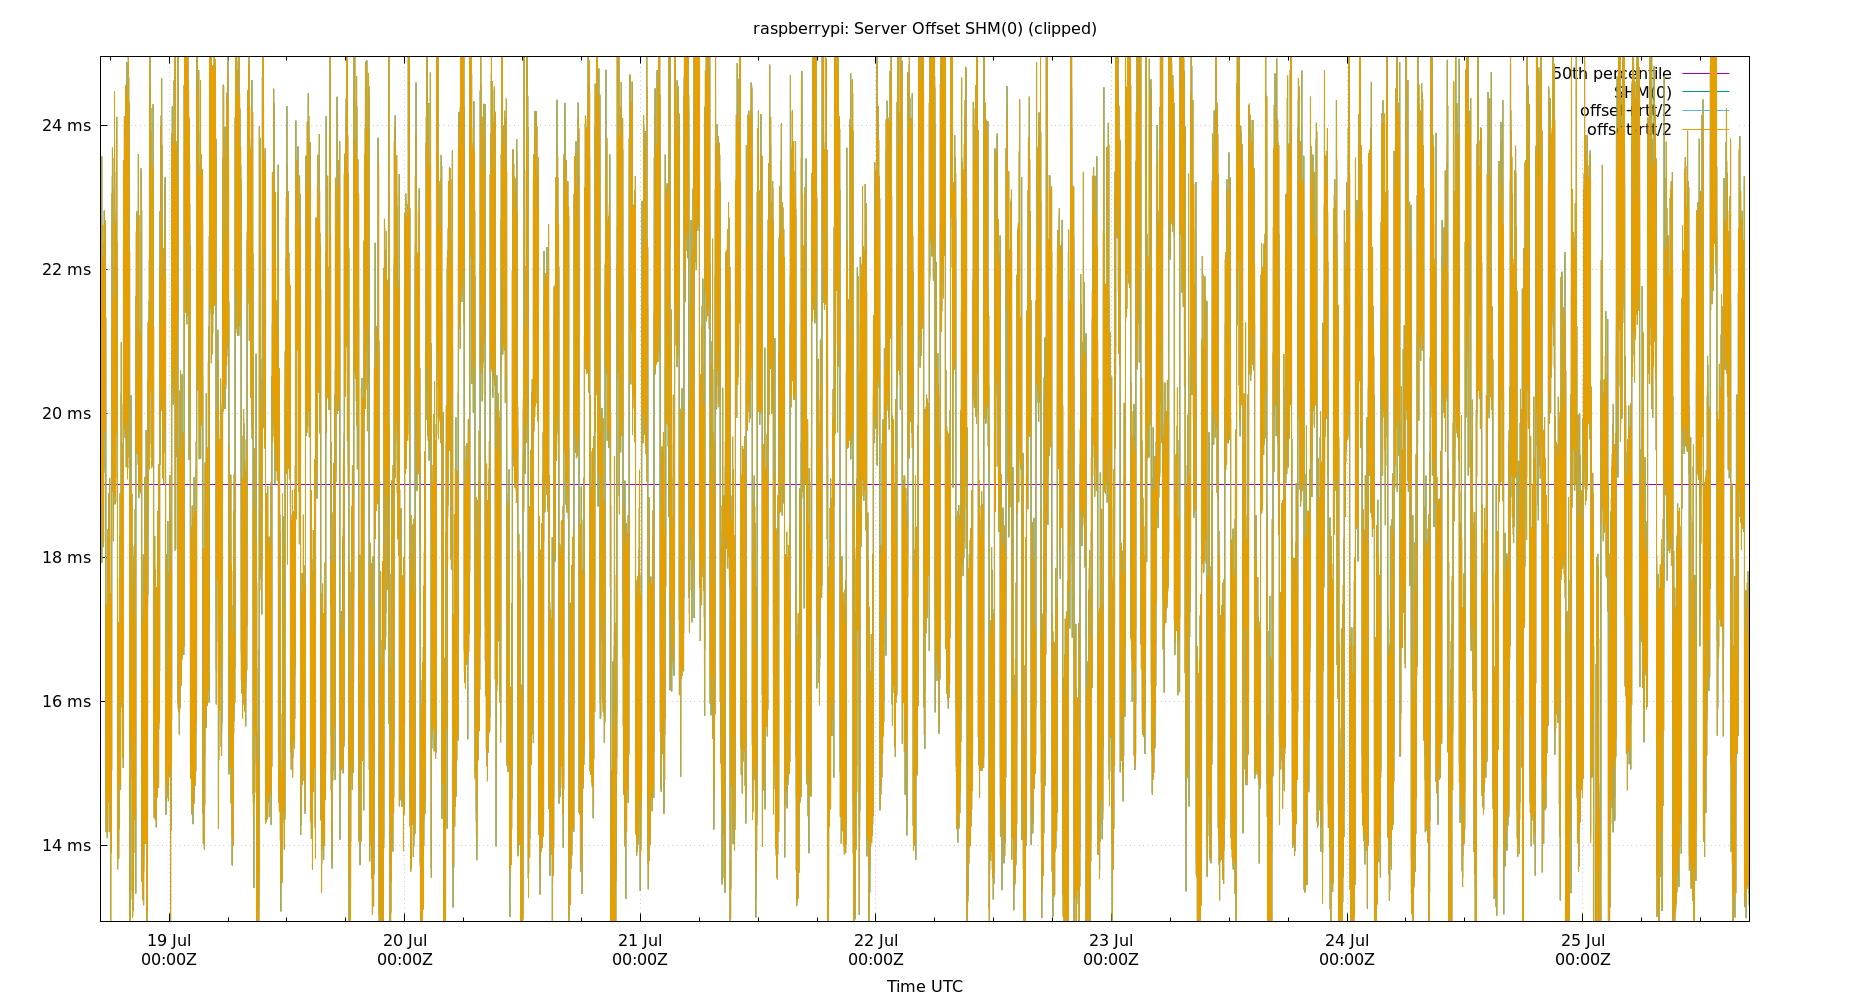 raspberrypi: Server Offset SHM(0) (clipped)
50th percentile
SHM(0)
offset+rtt/2
offset-rtt/2
24 ms
22 ms
20 ms
18 ms
16 ms
14 ms
19 Jul
00:00Z
20 Jul
00:00Z
21 Jul
00:00Z
22 Jul
00:00Z
23 Jul
00:00Z
24 Jul
00:00Z
25 Jul
00:00Z
Time UTC